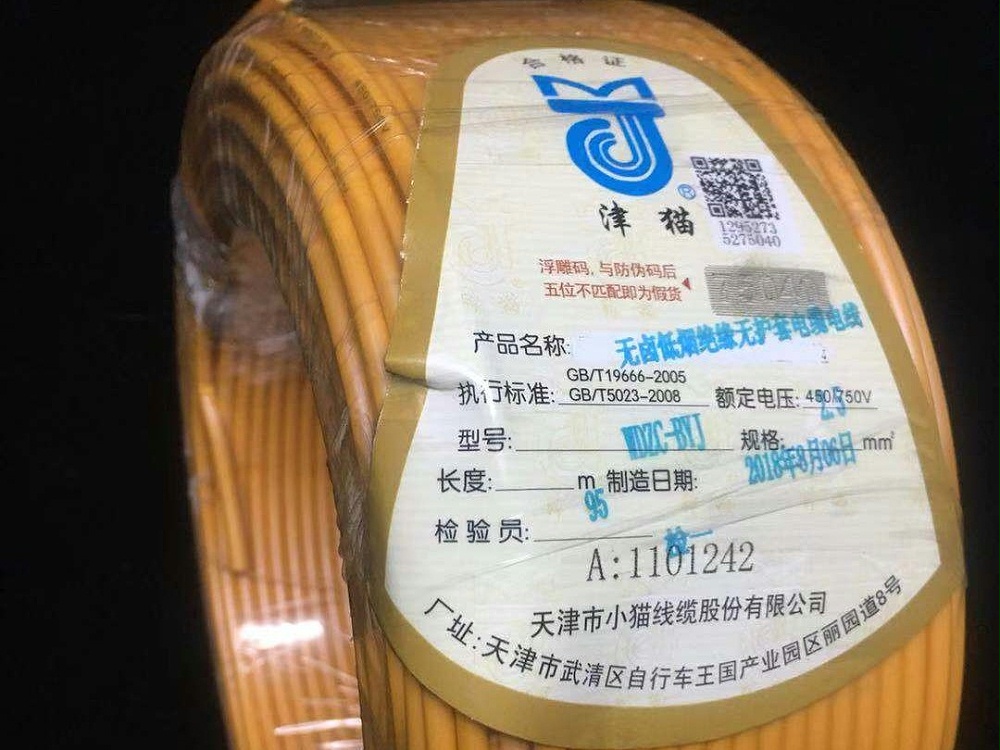 合格证
®
津猫
1295273
5275040
浮雕码,与防伪码后
五位不匹配即为假货
产品名称: 无卤低烟绝缘无护套电缆电线
执行标准: GB/T19666-2005
GB/T5023-2008 额定电压: 450/750V
型号: WDZC-BYJ 规格: 2.5 mm²
长度: 95 m 制造日期: 2018年8月06日
检验员: 检一
A:1101242
天津市小猫线缆股份有限公司
厂址:天津市武清区自行车王国产业园区丽园道8号